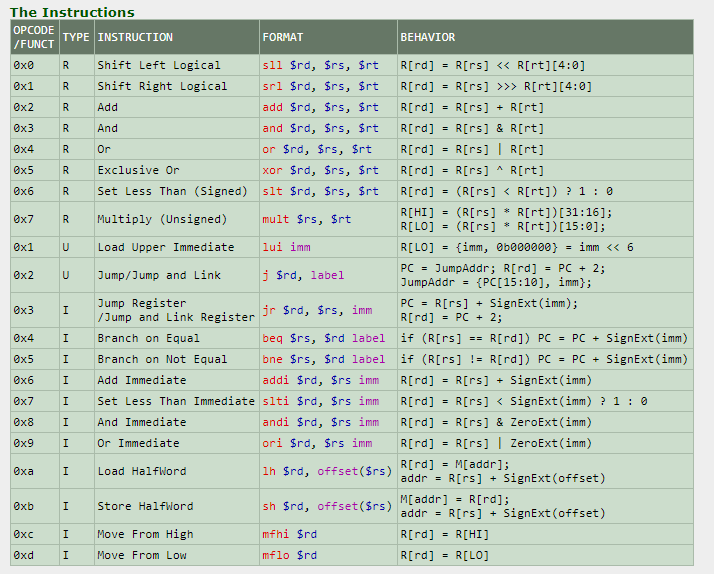 The Instructions
OPCODE /FUNCT TYPE INSTRUCTION FORMAT BEHAVIOR
0x0 R Shift Left Logical sll $rd, $rs, $rt R[rd] = R[rs] << R[rt][4:0]
0x1 R Shift Right Logical srl $rd, $rs, $rt R[rd] = R[rs] >>> R[rt][4:0]
0x2 R Add add $rd, $rs, $rt R[rd] = R[rs] + R[rt]
0x3 R And and $rd, $rs, $rt R[rd] = R[rs] & R[rt]
0x4 R Or or $rd, $rs, $rt R[rd] = R[rs] | R[rt]
0x5 R Exclusive Or xor $rd, $rs, $rt R[rd] = R[rs] ^ R[rt]
0x6 R Set Less Than (Signed) slt $rd, $rs, $rt R[rd] = (R[rs] < R[rt]) ? 1 : 0
0x7 R Multiply (Unsigned) mult $rs, $rt R[HI] = (R[rs] * R[rt])[31:16];
R[LO] = (R[rs] * R[rt])[15:0];
0x1 U Load Upper Immediate lui imm R[LO] = {imm, 0b000000} = imm << 6
0x2 U Jump/Jump and Link j $rd, label PC = JumpAddr; R[rd] = PC + 2;
JumpAddr = {PC[15:10], imm};
0x3 I Jump Register jr $rd, $rs, imm PC = R[rs] + SignExt(imm);
/Jump and Link Register R[rd] = PC + 2;
0x4 I Branch on Equal beq $rs, $rd label if (R[rs] == R[rd]) PC = PC + SignExt(imm)
0x5 I Branch on Not Equal bne $rs, $rd label if (R[rs] != R[rd]) PC = PC + SignExt(imm)
0x6 I Add Immediate addi $rd, $rs imm R[rd] = R[rs] + SignExt(imm)
0x7 I Set Less Than Immediate slti $rd, $rs imm R[rd] = R[rs] < SignExt(imm) ? 1 : 0
0x8 I And Immediate andi $rd, $rs imm R[rd] = R[rs] & ZeroExt(imm)
0x9 I Or Immediate ori $rd, $rs imm R[rd] = R[rs] | ZeroExt(imm)
0xa I Load HalfWord lh $rd, offset($rs) R[rd] = M[addr];
addr = R[rs] + SignExt(offset)
0xb I Store HalfWord sh $rd, offset($rs) M[addr] = R[rd];
addr = R[rs] + SignExt(offset)
0xc I Move From High mfhi $rd R[rd] = R[HI]
0xd I Move From Low mflo $rd R[rd] = R[LO]